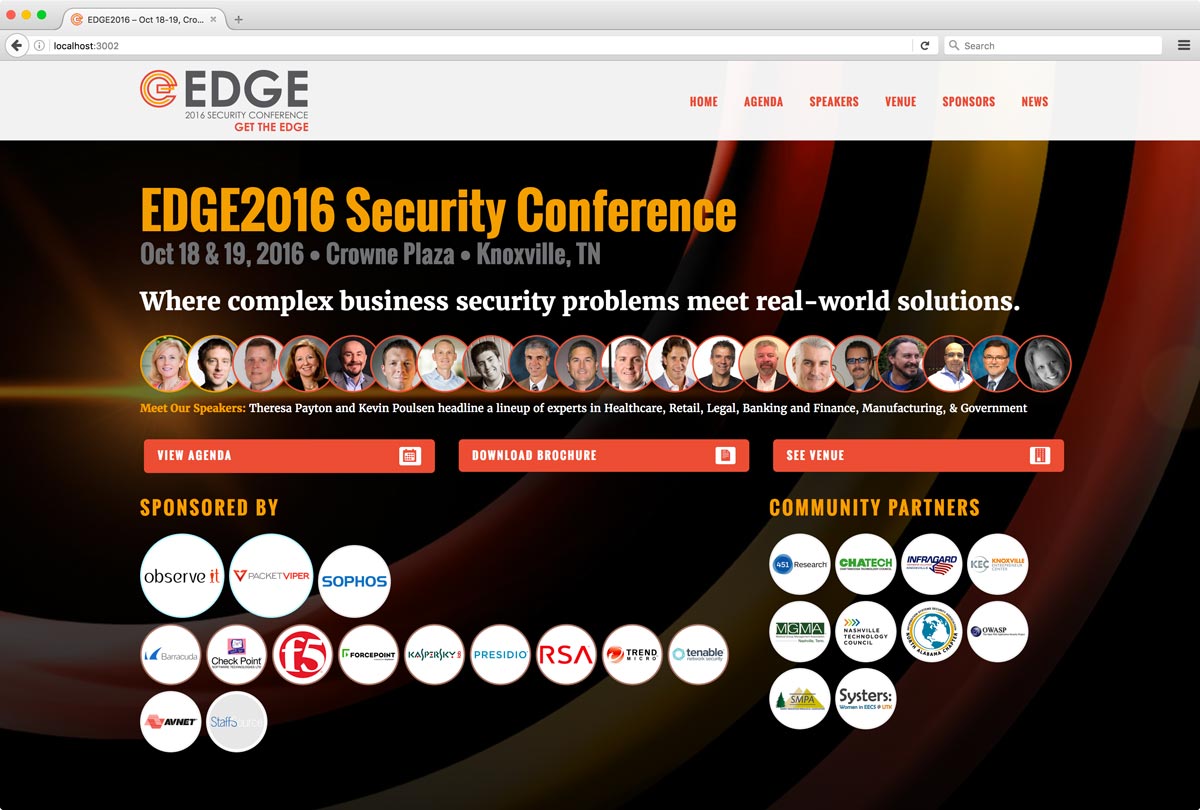 EDGE2016 – Oct 18-19, Cro...
localhost:3002
Search
EDGE
2016 SECURITY CONFERENCE
GET THE EDGE
HOME AGENDA SPEAKERS VENUE SPONSORS NEWS
EDGE2016 Security Conference
Oct 18 & 19, 2016 • Crowne Plaza • Knoxville, TN
Where complex business security problems meet real-world solutions.
Meet Our Speakers: Theresa Payton and Kevin Poulsen headline a lineup of experts in Healthcare, Retail, Legal, Banking and Finance, Manufacturing, & Government
VIEW AGENDA DOWNLOAD BROCHURE SEE VENUE
SPONSORED BY
observe it PACKETVIPER SOPHOS
Barracuda Check Point SOFTWARE TECHNOLOGIES LTD. f5 FORCEPOINT KASPERSKY PRESIDIO RSA TREND MICRO tenable network security
AVNET StaffSource
COMMUNITY PARTNERS
451 Research CHATECH INFRAGARD KEC KNOXVILLE ENTREPRENEUR CENTER
MGMA Nashville, Tenn. NASHVILLE TECHNOLOGY COUNCIL NORTH ALABAMA CHAPTER OWASP
SMPA Systers: Women in EECS @ UTK